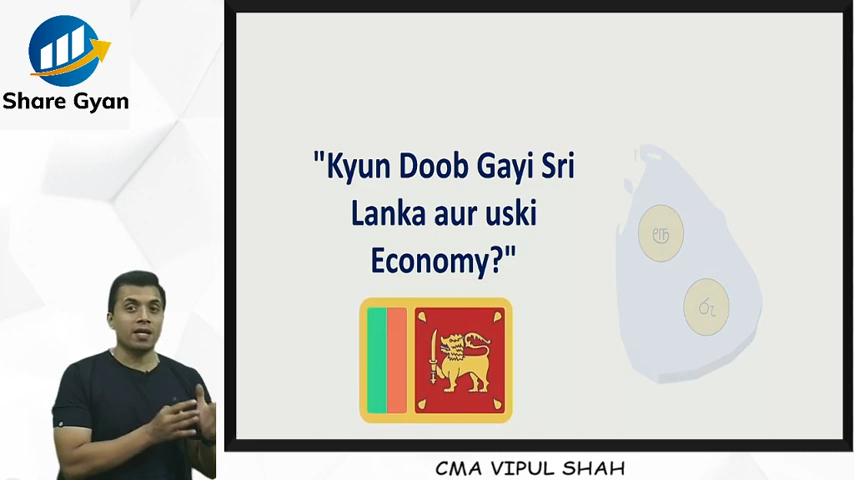 Share Gyan
"Kyun Doob Gayi Sri
Lanka aur uski
Economy?"
ரூ
රු
CMA VIPUL SHAH